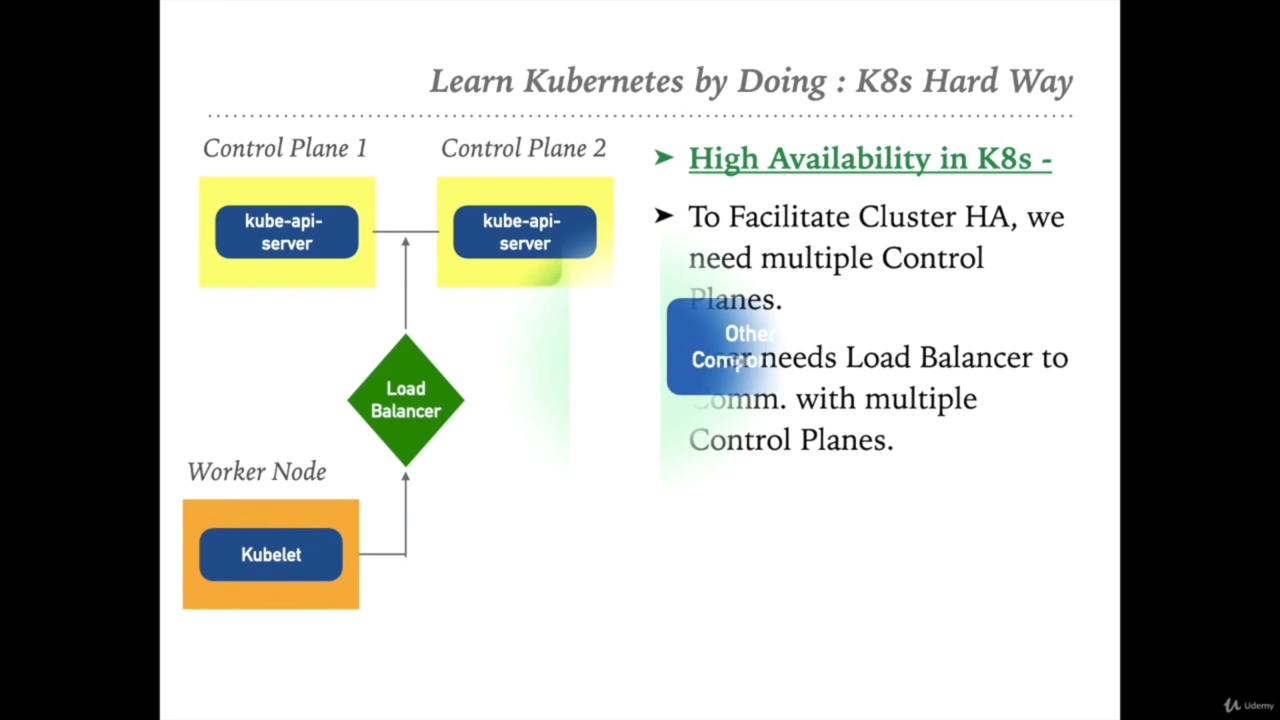 Learn Kubernetes by Doing : K8s Hard Way
Control Plane 1
Control Plane 2
kube-api-
server
kube-api-
server
Load
Balancer
Worker Node
Kubelet
➤ High Availability in K8s -
➤ To Facilitate Cluster HA, we
need multiple Control
Planes.
Other
needs Load Balancer to
Comm. with multiple
Control Planes.
Udemy